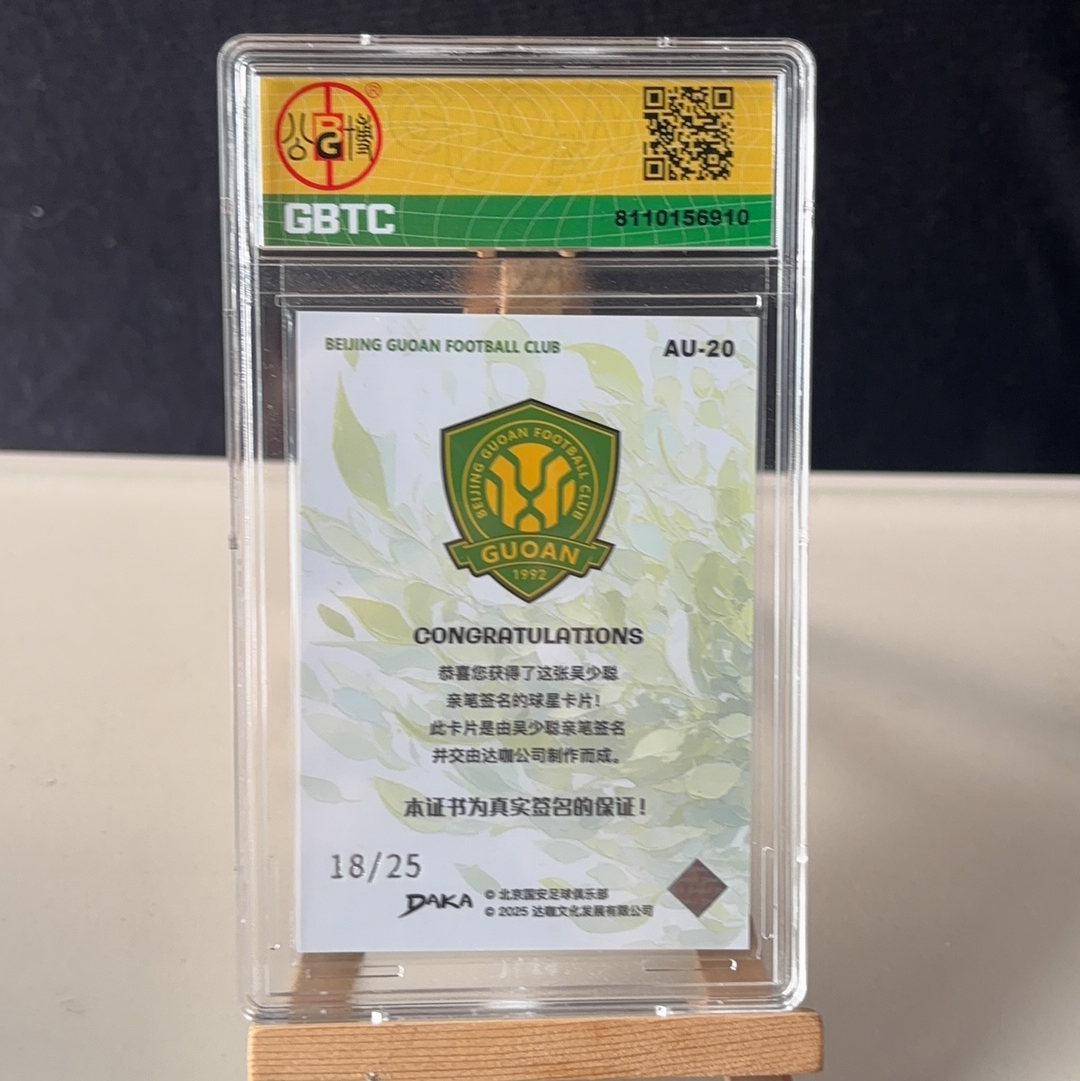 公 BG 博 ®
GBTC
8110156910
BEIJING GUOAN FOOTBALL CLUB
AU-20
BEIJING GUOAN FOOTBALL CLUB
GUOAN
1992
CONGRATULATIONS
恭喜您获得了这张吴少聪
亲笔签名的球星卡片!
此卡片是由吴少聪亲笔签名
并交由达咖公司制作而成。
本证书为真实签名的保证!
18/25
DAKA
© 北京国安足球俱乐部
© 2025 达咖文化发展有限公司